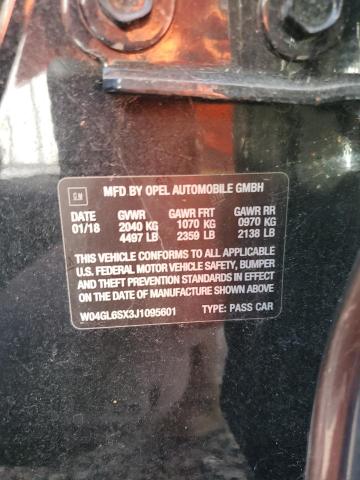 GM
MFD BY OPEL AUTOMOBILE GMBH
DATE GVWR GAWR FRT GAWR RR
01/18 2040 KG 1070 KG 0970 KG
4497 LB 2359 LB 2138 LB
THIS VEHICLE CONFORMS TO ALL APPLICABLE
U.S. FEDERAL MOTOR VEHICLE SAFETY, BUMPER
AND THEFT PREVENTION STANDARDS IN EFFECT
ON THE DATE OF MANUFACTURE SHOWN ABOVE
W04GL6SX3J1095601 TYPE: PASS CAR